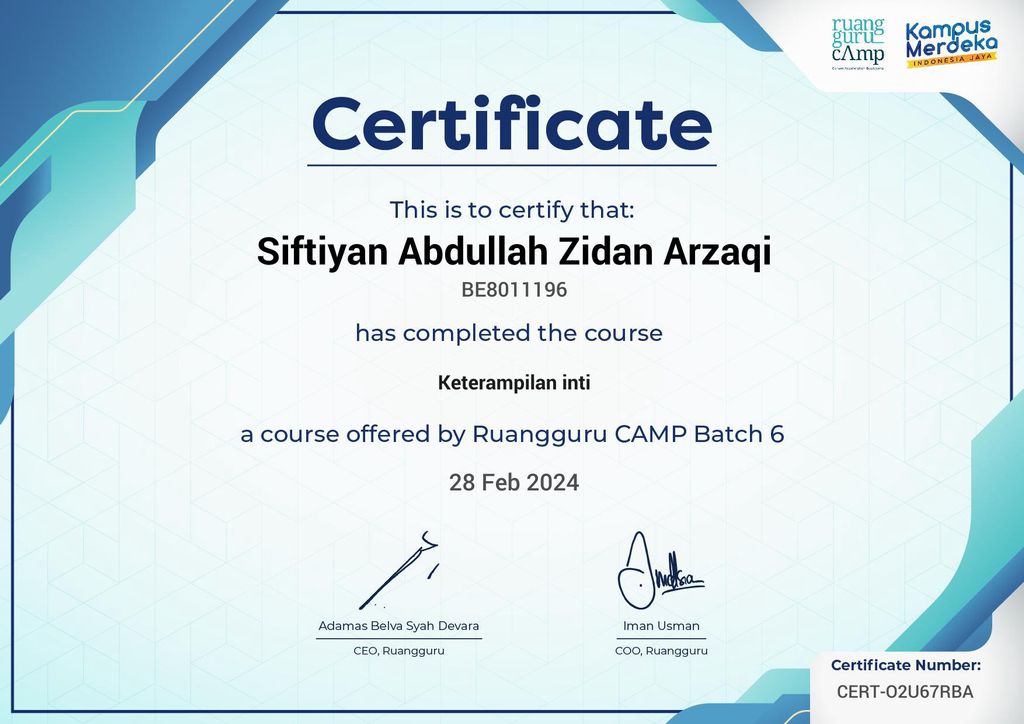 ruang
guru
cAmp
Kampus
Merdeka
INDONESIA JAYA
Certificate
This is to certify that:
Siftiyan Abdullah Zidan Arzaqi
BE8011196
has completed the course
Keterampilan inti
a course offered by Ruangguru CAMP Batch 6
28 Feb 2024
Adamas Belva Syah Devara
CEO, Ruangguru
Iman Usman
COO, Ruangguru
Certificate Number:
CERT-O2U67RBA